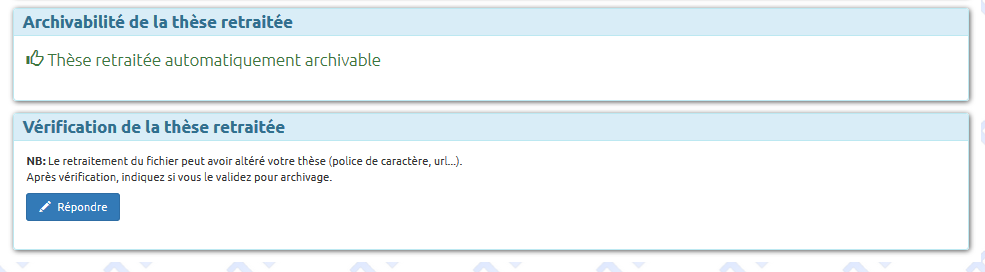 Archivabilité de la thèse retraitée
Thèse retraitée automatiquement archivable
Vérification de la thèse retraitée
NB: Le retraitement du fichier peut avoir altéré votre thèse (police de caractère, url...).
Après vérification, indiquez si vous le validez pour archivage.
Répondre